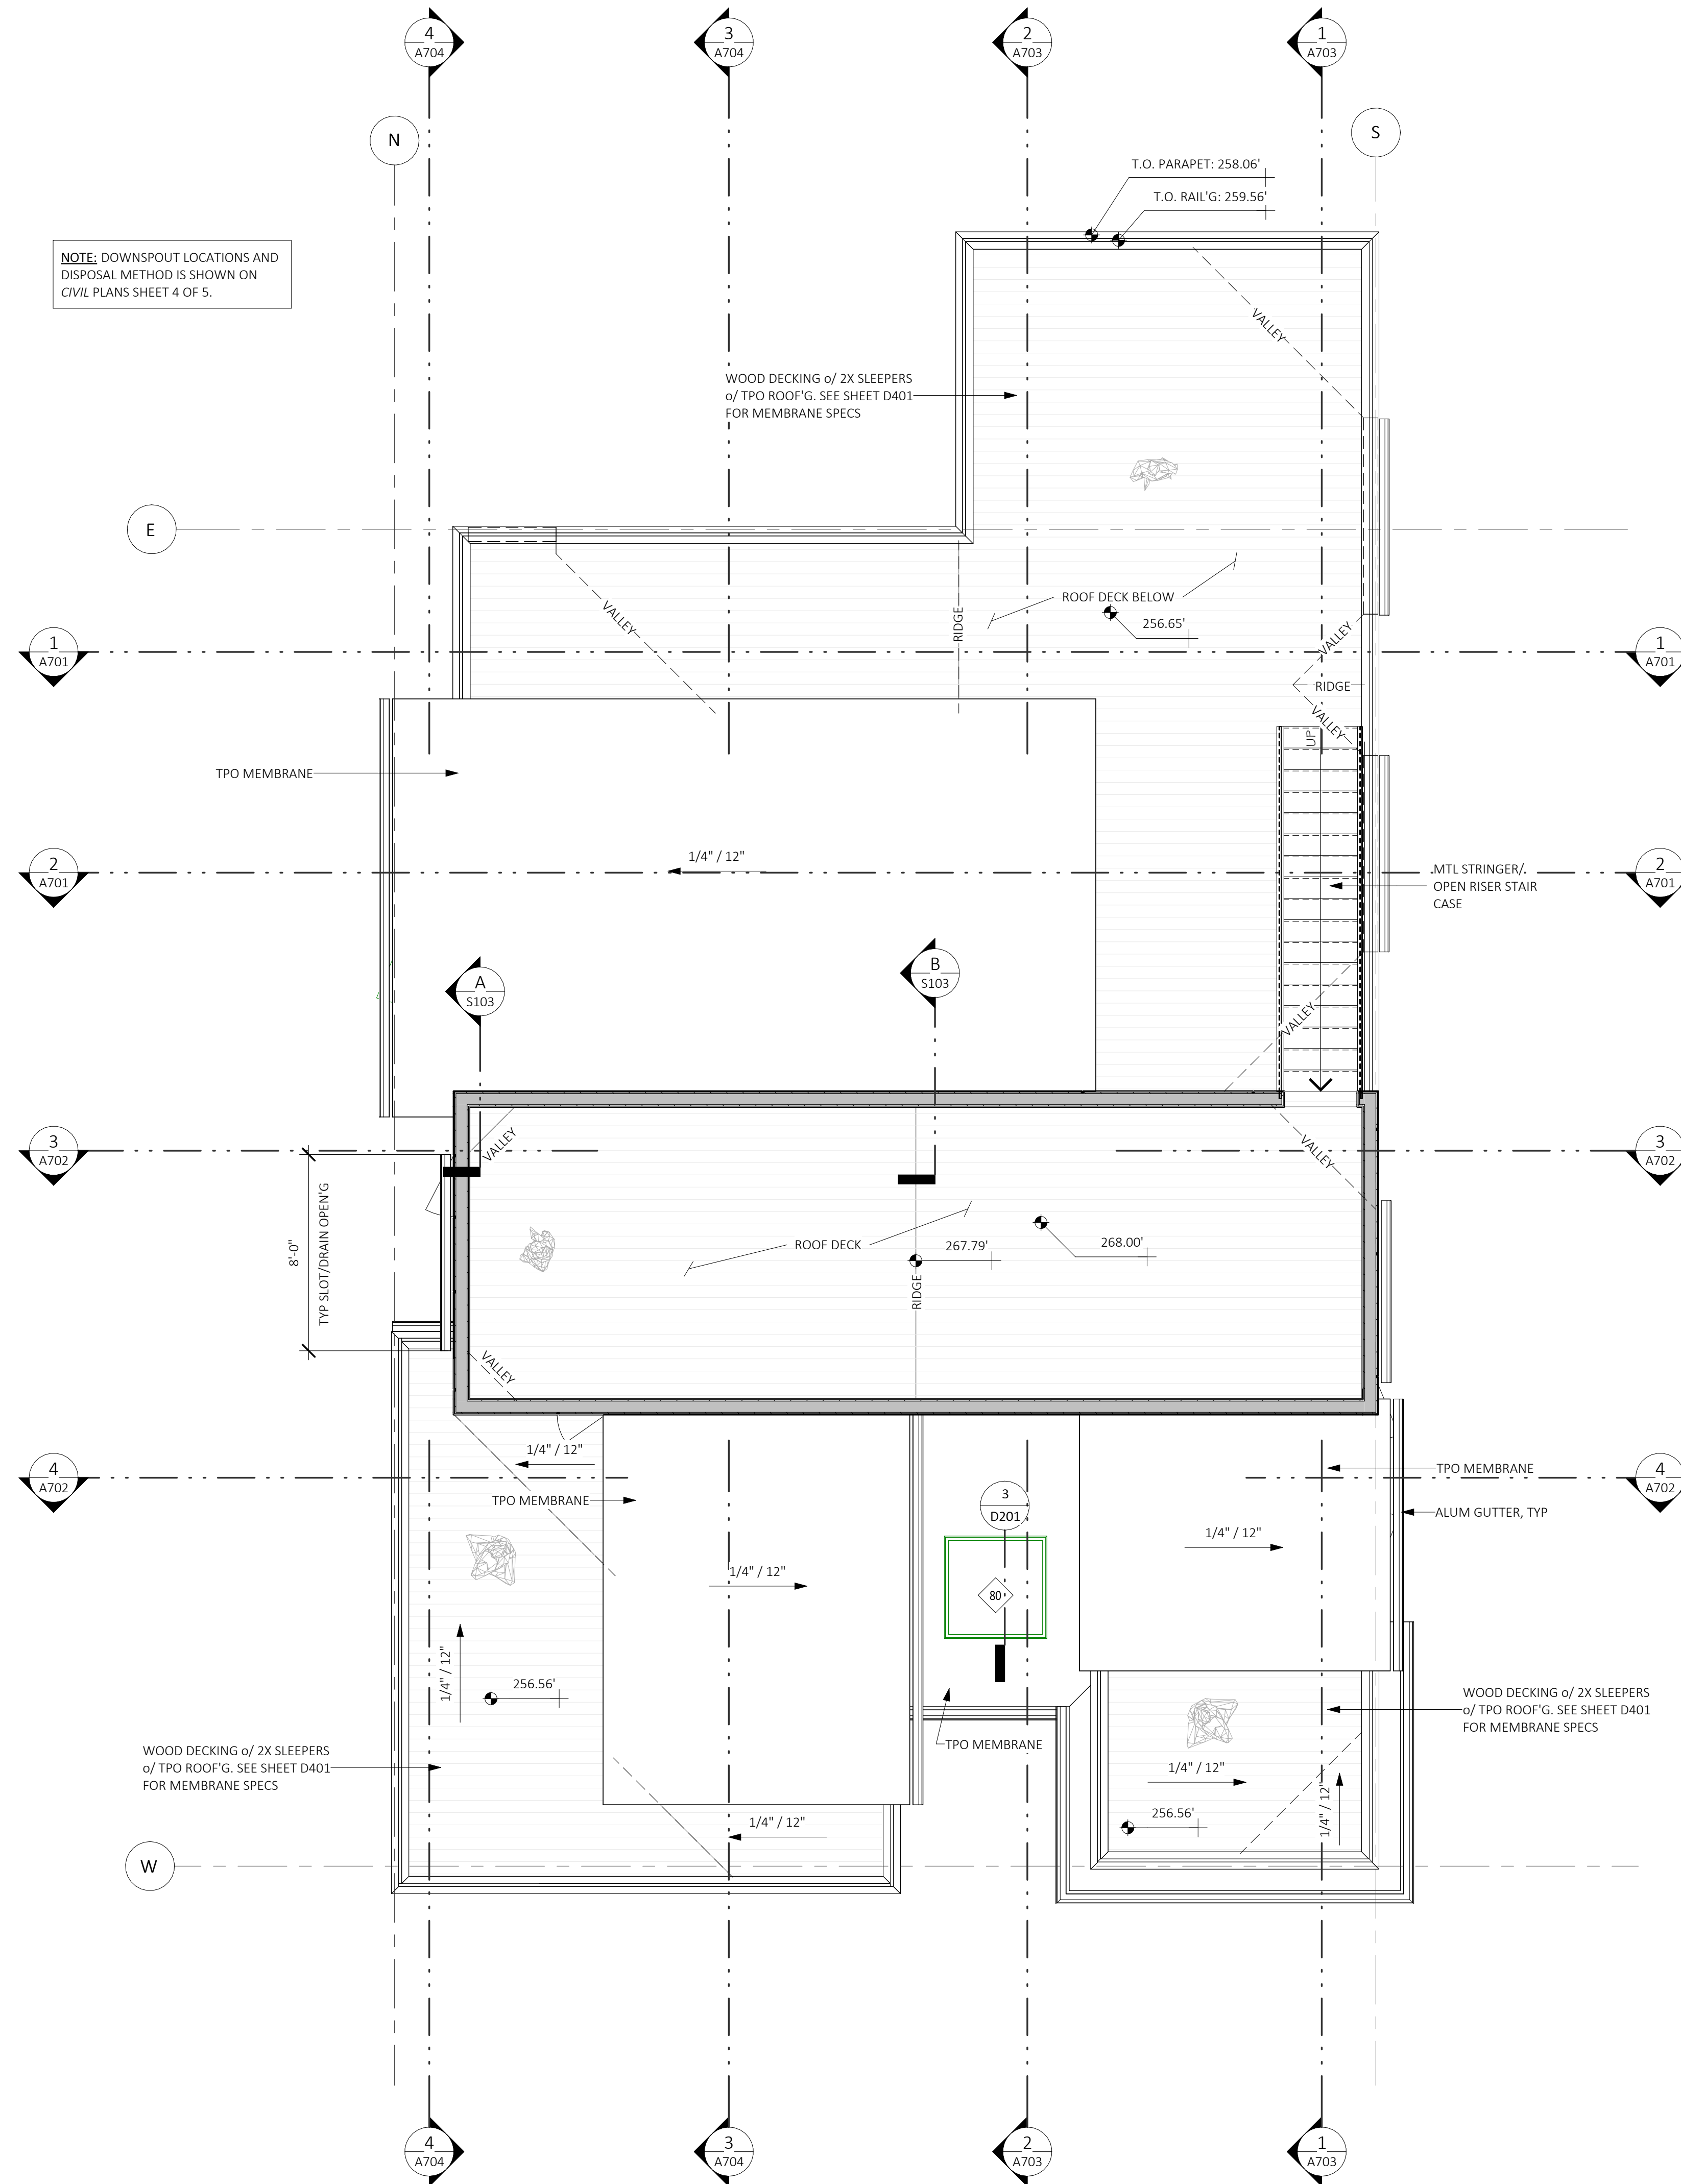 4
A704
3
A704
2
A703
1
A703
N
S
T.O. PARAPET: 258.06'
T.O. RAIL'G: 259.56'
NOTE: DOWNSPOUT LOCATIONS AND
DISPOSAL METHOD IS SHOWN ON
CIVIL PLANS SHEET 4 OF 5.
VALLEY
WOOD DECKING o/ 2X SLEEPERS
o/ TPO ROOF'G. SEE SHEET D401
FOR MEMBRANE SPECS
E
ROOF DECK BELOW
VALLEY
RIDGE
256.65'
VALLEY
1
A701
1
A701
RIDGE
VALLEY
UP
TPO MEMBRANE
1/4" / 12"
2
A701
2
A701
MTL STRINGER/
OPEN RISER STAIR
CASE
A
S103
B
S103
VALLEY
VALLEY
VALLEY
3
A702
3
A702
8'-0"
TYP SLOT/DRAIN OPEN'G
ROOF DECK
267.79'
268.00'
RIDGE
VALLEY
1/4" / 12"
4
A702
4
A702
TPO MEMBRANE
TPO MEMBRANE
3
D201
ALUM GUTTER, TYP
1/4" / 12"
1/4" / 12"
80
1/4" / 12"
256.56'
WOOD DECKING o/ 2X SLEEPERS
o/ TPO ROOF'G. SEE SHEET D401
FOR MEMBRANE SPECS
TPO MEMBRANE
WOOD DECKING o/ 2X SLEEPERS
o/ TPO ROOF'G. SEE SHEET D401
FOR MEMBRANE SPECS
1/4" / 12"
1/4" / 12"
256.56'
1/4" / 12"
W
4
A704
3
A704
2
A703
1
A703